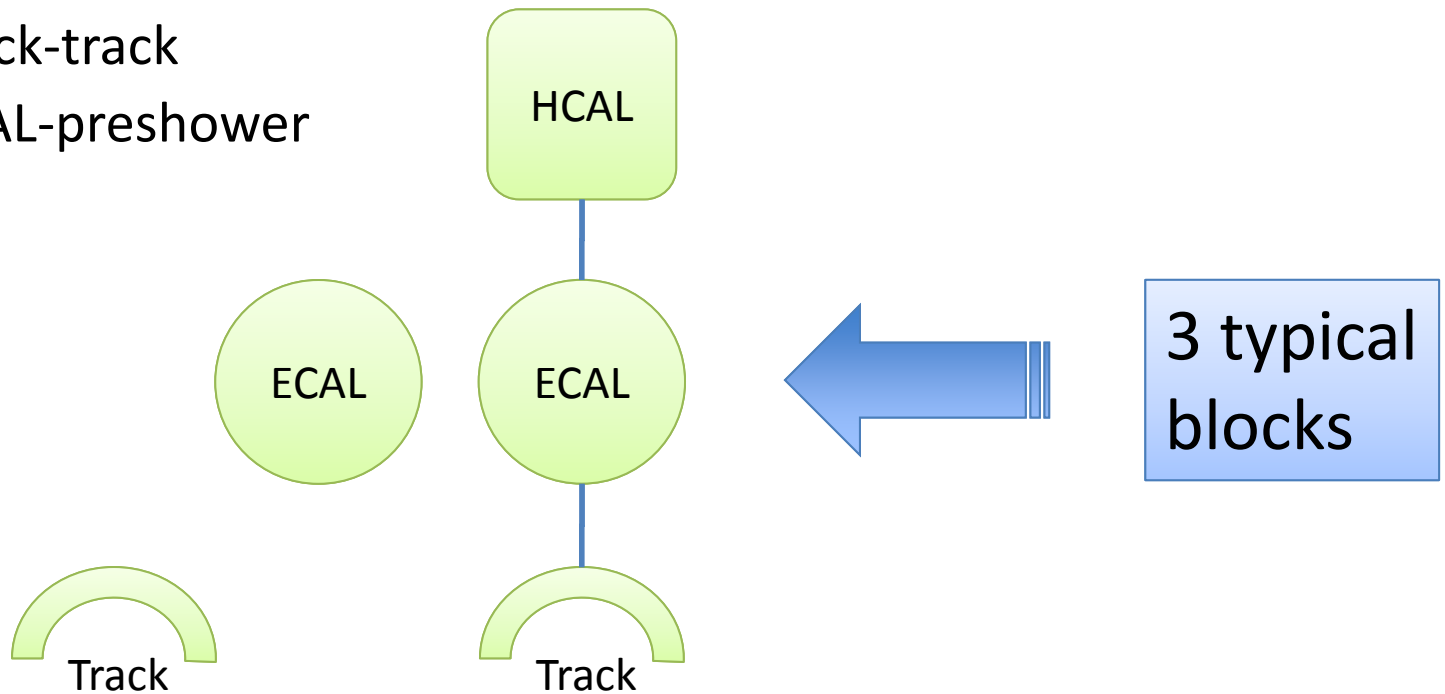 ck-track
AL-preshower
HCAL
ECAL
ECAL
3 typical
blocks
Track
Track